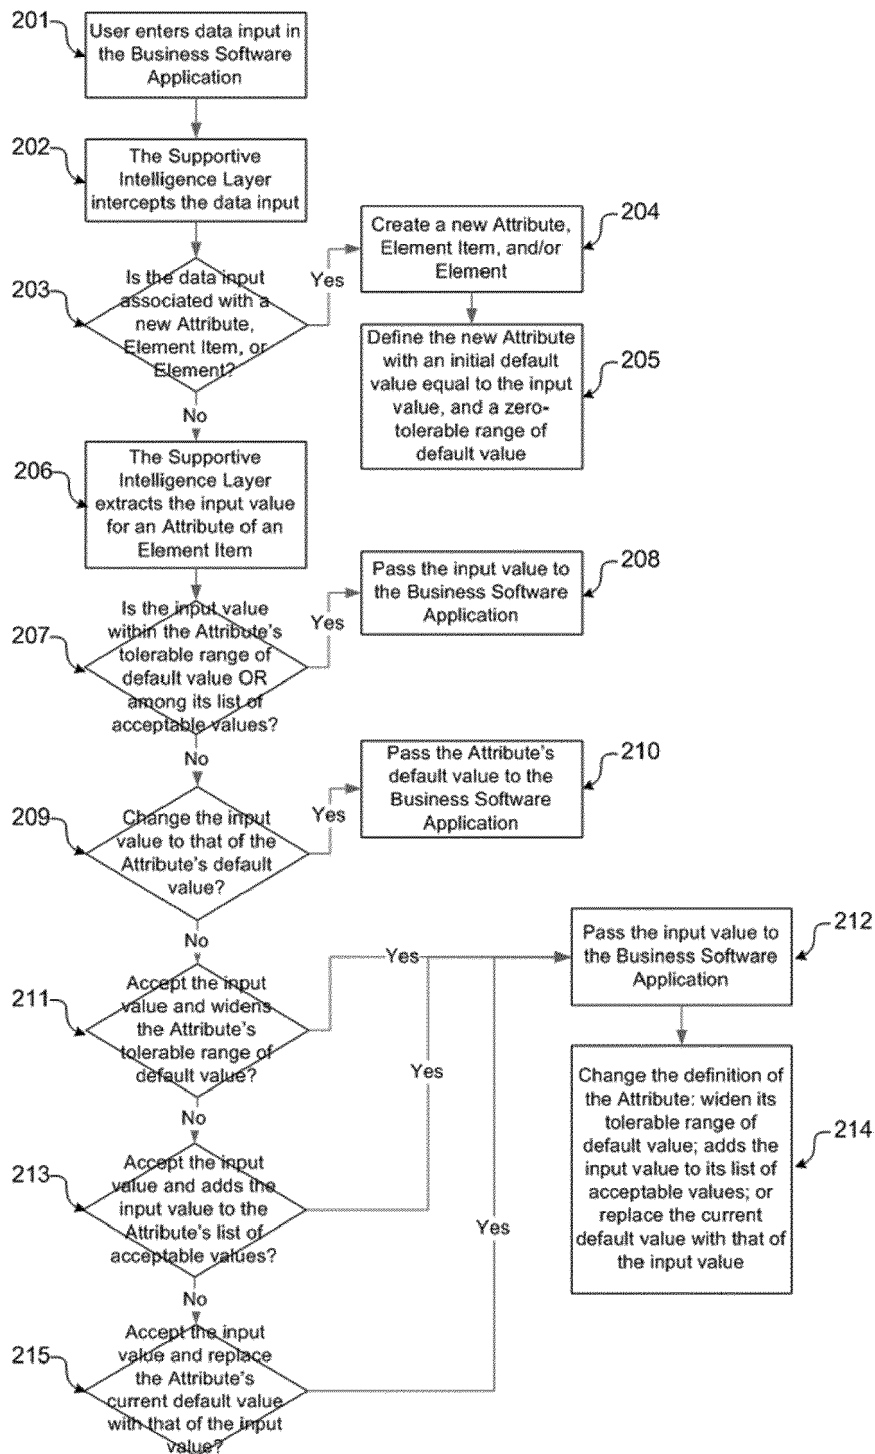 201
User enters data input in
the Business Software
Application
202
The Supportive
Intelligence Layer
intercepts the data input
203
Is the data input
associated with a
new Attribute,
Element Item, or
Element?
Yes
204
Create a new Attribute,
Element Item, and/or
Element
205
Define the new Attribute
with an initial default
value equal to the input
value, and a zero-
tolerable range of
default value
No
206
The Supportive
Intelligence Layer
extracts the input value
for an Attribute of an
Element Item
207
Is the input value
within the Attribute's
tolerable range of
default value OR
among its list of
acceptable values?
Yes
208
Pass the input value to
the Business Software
Application
No
209
Change the input
value to that of the
Attribute's default
value?
Yes
210
Pass the Attribute's
default value to the
Business Software
Application
No
211
Accept the input
value and widens
the Attribute's
tolerable range of
default value?
Yes
212
Pass the input value to
the Business Software
Application
No
213
Accept the input
value and adds the
input value to the
Attribute's list of
acceptable values?
Yes
214
Change the definition of
the Attribute: widen its
tolerable range of
default value; adds the
input value to its list of
acceptable values; or
replace the current
default value with that of
the input value
No
215
Accept the input
value and replace
the Attribute's
current default value
with that of the input
value?
Yes